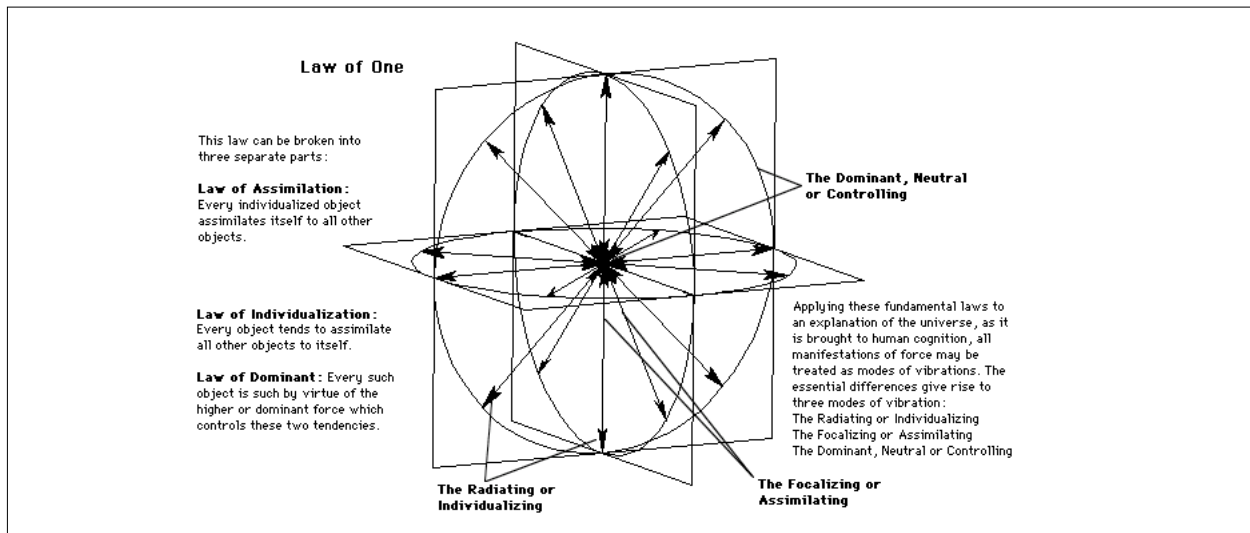 Law of One
This law can be broken into
three separate parts:
Law of Assimilation:
Every individualized object
assimilates itself to all other
objects.
Law of Individualization:
Every object tends to assimilate
all other objects to itself.
Law of Dominant: Every such
object is such by virtue of the
higher or dominant force which
controls these two tendencies.
The Dominant, Neutral
or Controlling
Applying these fundamental laws to
an explanation of the universe, as it
is brought to human cognition, all
manifestations of force may be
treated as modes of vibrations. The
essential differences give rise to
three modes of vibration:
The Radiating or Individualizing
The Focalizing or Assimilating
The Dominant, Neutral or Controlling
The Radiating or
Individualizing
The Focalizing or
Assimilating